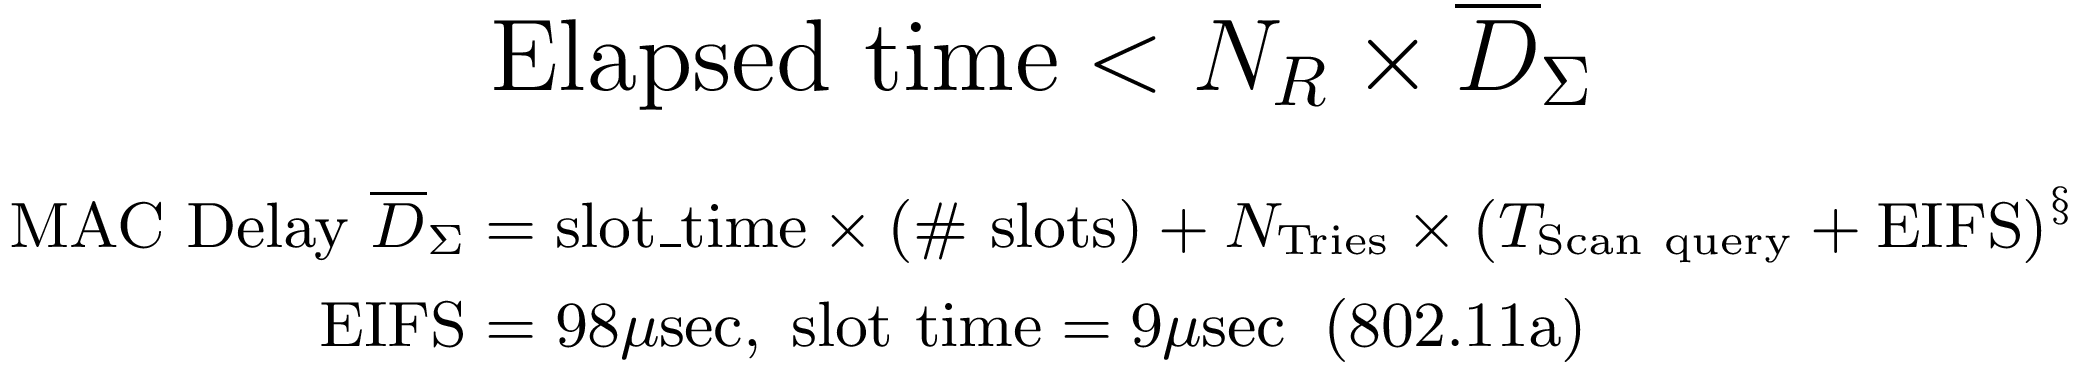 Elapsed time < N_R × D̅_Σ
MAC Delay D̅_Σ = slot_time × (# slots) + N_Tries × (T_Scan query + EIFS)^§
EIFS = 98μsec, slot time = 9μsec (802.11a)